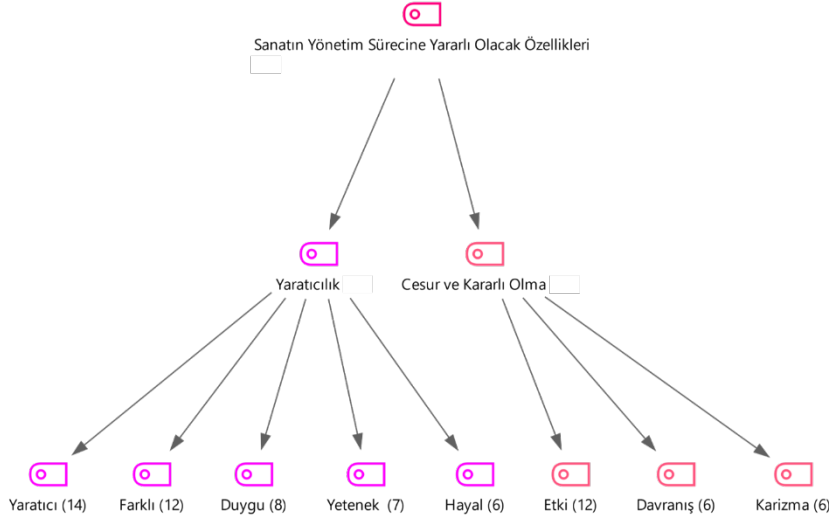 Sanatın Yönetim Sürecine Yararlı Olacak Özellikleri
Yaratıcılık
Cesur ve Kararlı Olma
Yaratıcı (14)
Farklı (12)
Duygu (8)
Yetenek (7)
Hayal (6)
Etki (12)
Davranış (6)
Karizma (6)